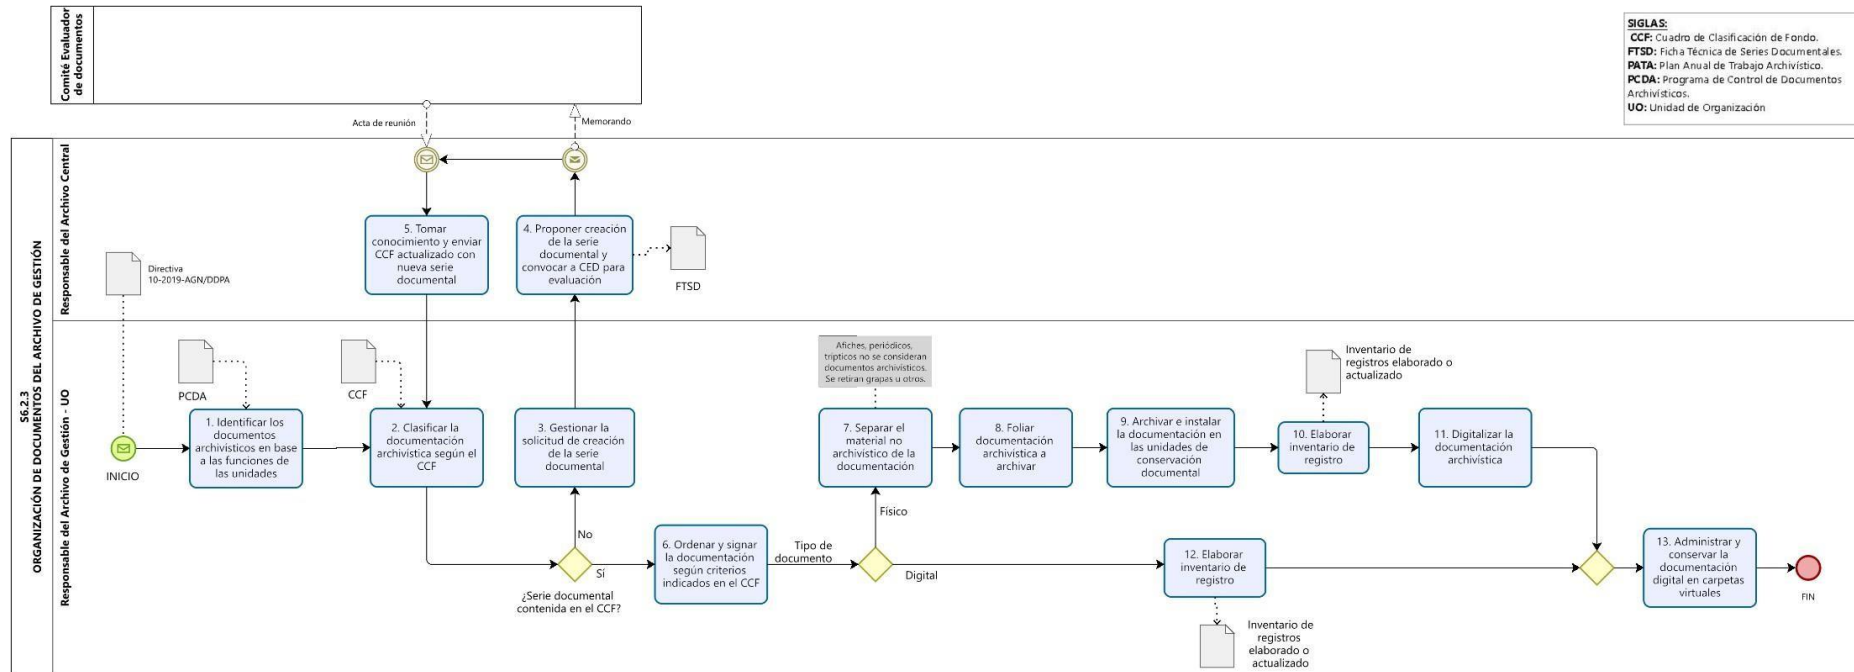 Comité Evaluador
de documentos
SIGLAS:
CCF: Cuadro de Clasificación de Fondo.
FTSD: Ficha Técnica de Series Documentales.
PATA: Plan Anual de Trabajo Archivístico.
PCDA: Programa de Control de Documentos
Archivísticos.
UO: Unidad de Organización
Acta de reunión
Memorando
S6.2.3
ORGANIZACIÓN DE DOCUMENTOS DEL ARCHIVO DE GESTIÓN
Responsable del Archivo Central
5. Tomar
conocimiento y enviar
CCF actualizado con
nueva serie
documental
4. Proponer creación
de la serie
documental y
convocar a CED para
evaluación
FTSD
Directiva
10-2019-AGN/DDPA
Responsable del Archivo de Gestión - UO
INICIO
PCDA
1. Identificar los
documentos
archivísticos en base
a las funciones de
las unidades
CCF
2. Clasificar la
documentación
archivística según el
CCF
3. Gestionar la
solicitud de creación
de la serie
documental
No
Sí
¿Serie documental
contenida en el CCF?
6. Ordenar y signar
la documentación
según criterios
indicados en el CCF
Tipo de
documento
Físico
Digital
Afiches, periódicos,
trípticos no se consideran
documentos archivísticos.
Se retiran grapas u otros.
7. Separar el
material no
archivístico de la
documentación
8. Foliar
documentación
archivística a
archivar
9. Archivar e instalar
la documentación en
las unidades de
conservación
documental
Inventario de
registros elaborado o
actualizado
10. Elaborar
inventario de
registro
11. Digitalizar la
documentación
archivística
12. Elaborar
inventario de
registro
Inventario de
registros
elaborado o
actualizado
13. Administrar y
conservar la
documentación
digital en carpetas
virtuales
FIN